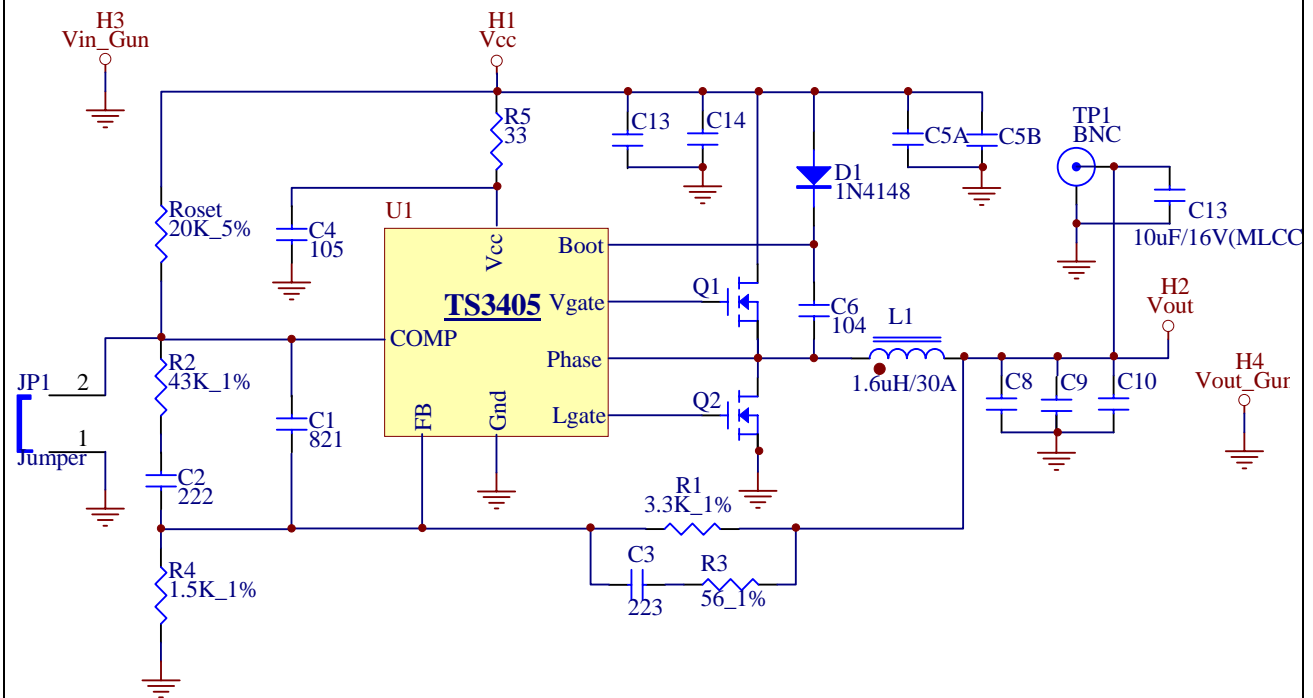 H3
Vin_Gun
H1
Vcc
R5
33
C13
C14
C5A
C5B
TP1
BNC
D1
1N4148
C13
10uF/16V(MLCC
Roset
20K_5%
C4
105
U1
Vcc
Boot
TS3405
Vgate
Q1
C6
104
L1
H2
Vout
COMP
Phase
1.6uH/30A
R2
43K_1%
JP1
2
1
Jumper
C1
821
FB
Gnd
Lgate
Q2
C8
C9
C10
H4
Vout_Gun
C2
222
R1
3.3K_1%
R4
1.5K_1%
C3
223
R3
56_1%